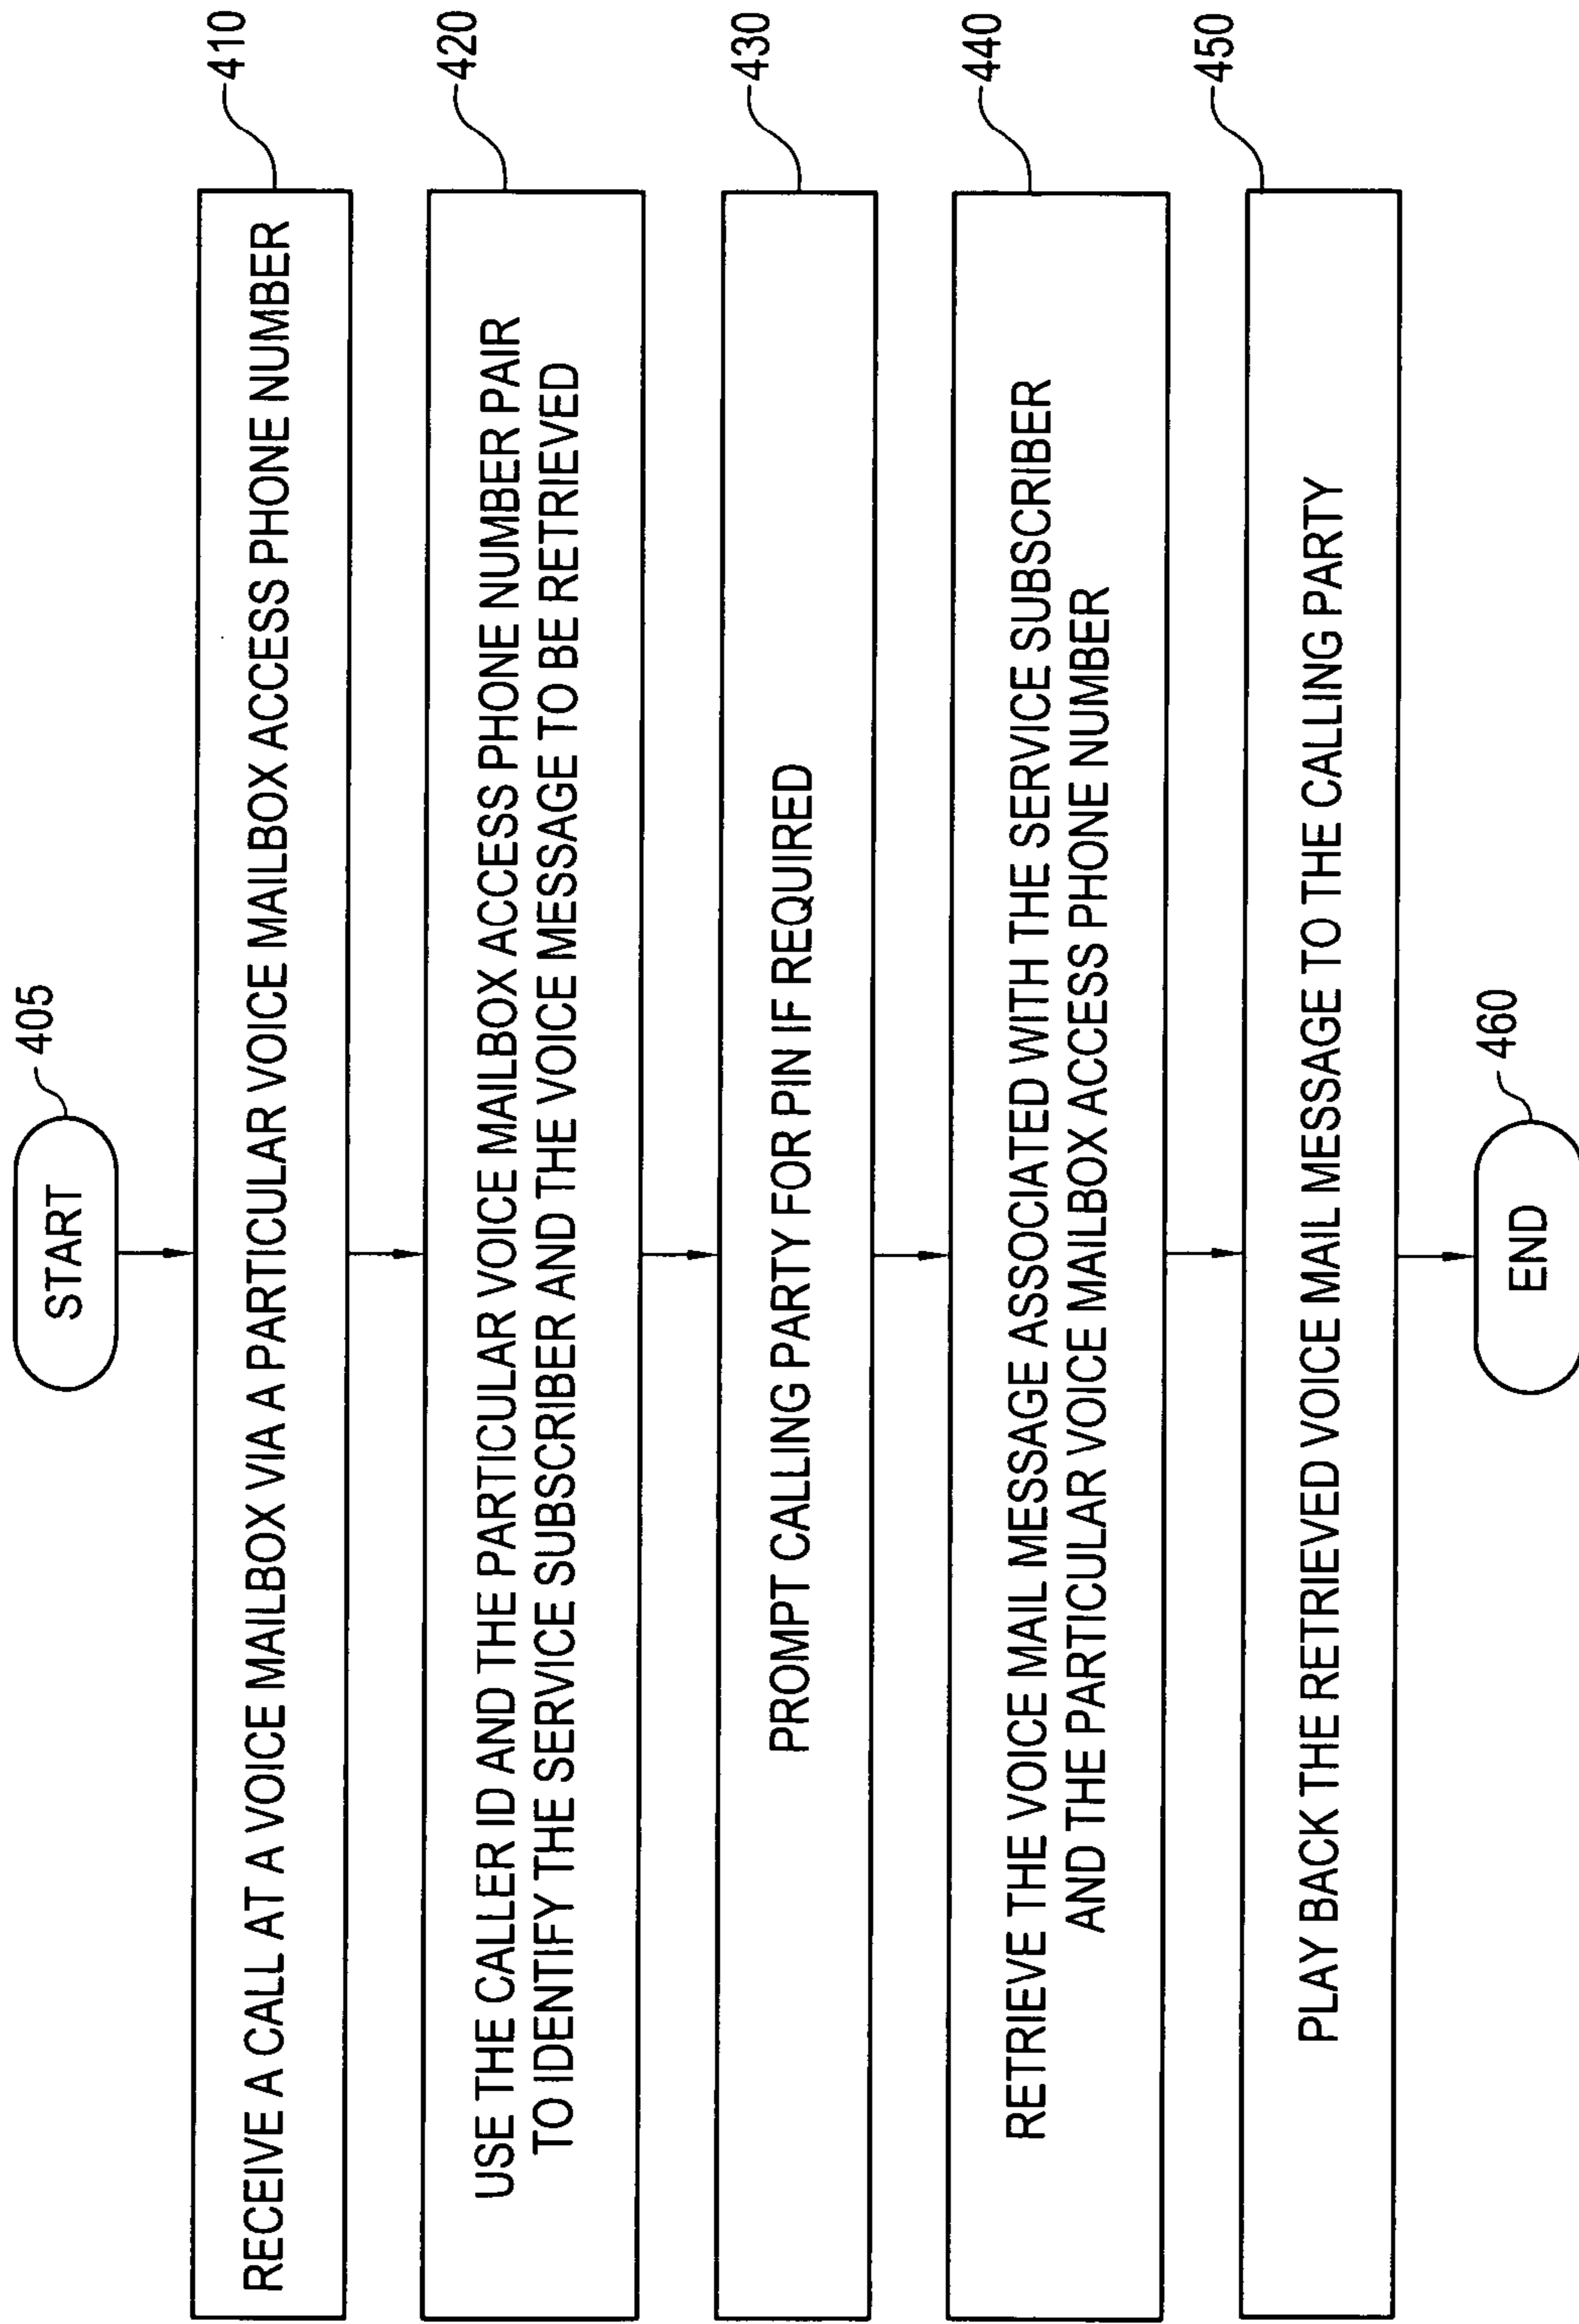 START
405
RECEIVE A CALL AT A VOICE MAILBOX VIA A PARTICULAR VOICE MAILBOX ACCESS PHONE NUMBER
410
USE THE CALLER ID AND THE PARTICULAR VOICE MAILBOX ACCESS PHONE NUMBER PAIR
TO IDENTIFY THE SERVICE SUBSCRIBER AND THE VOICE MESSAGE TO BE RETRIEVED
420
PROMPT CALLING PARTY FOR PIN IF REQUIRED
430
RETRIEVE THE VOICE MAIL MESSAGE ASSOCIATED WITH THE SERVICE SUBSCRIBER
AND THE PARTICULAR VOICE MAILBOX ACCESS PHONE NUMBER
440
PLAY BACK THE RETRIEVED VOICE MAIL MESSAGE TO THE CALLING PARTY
450
END
460